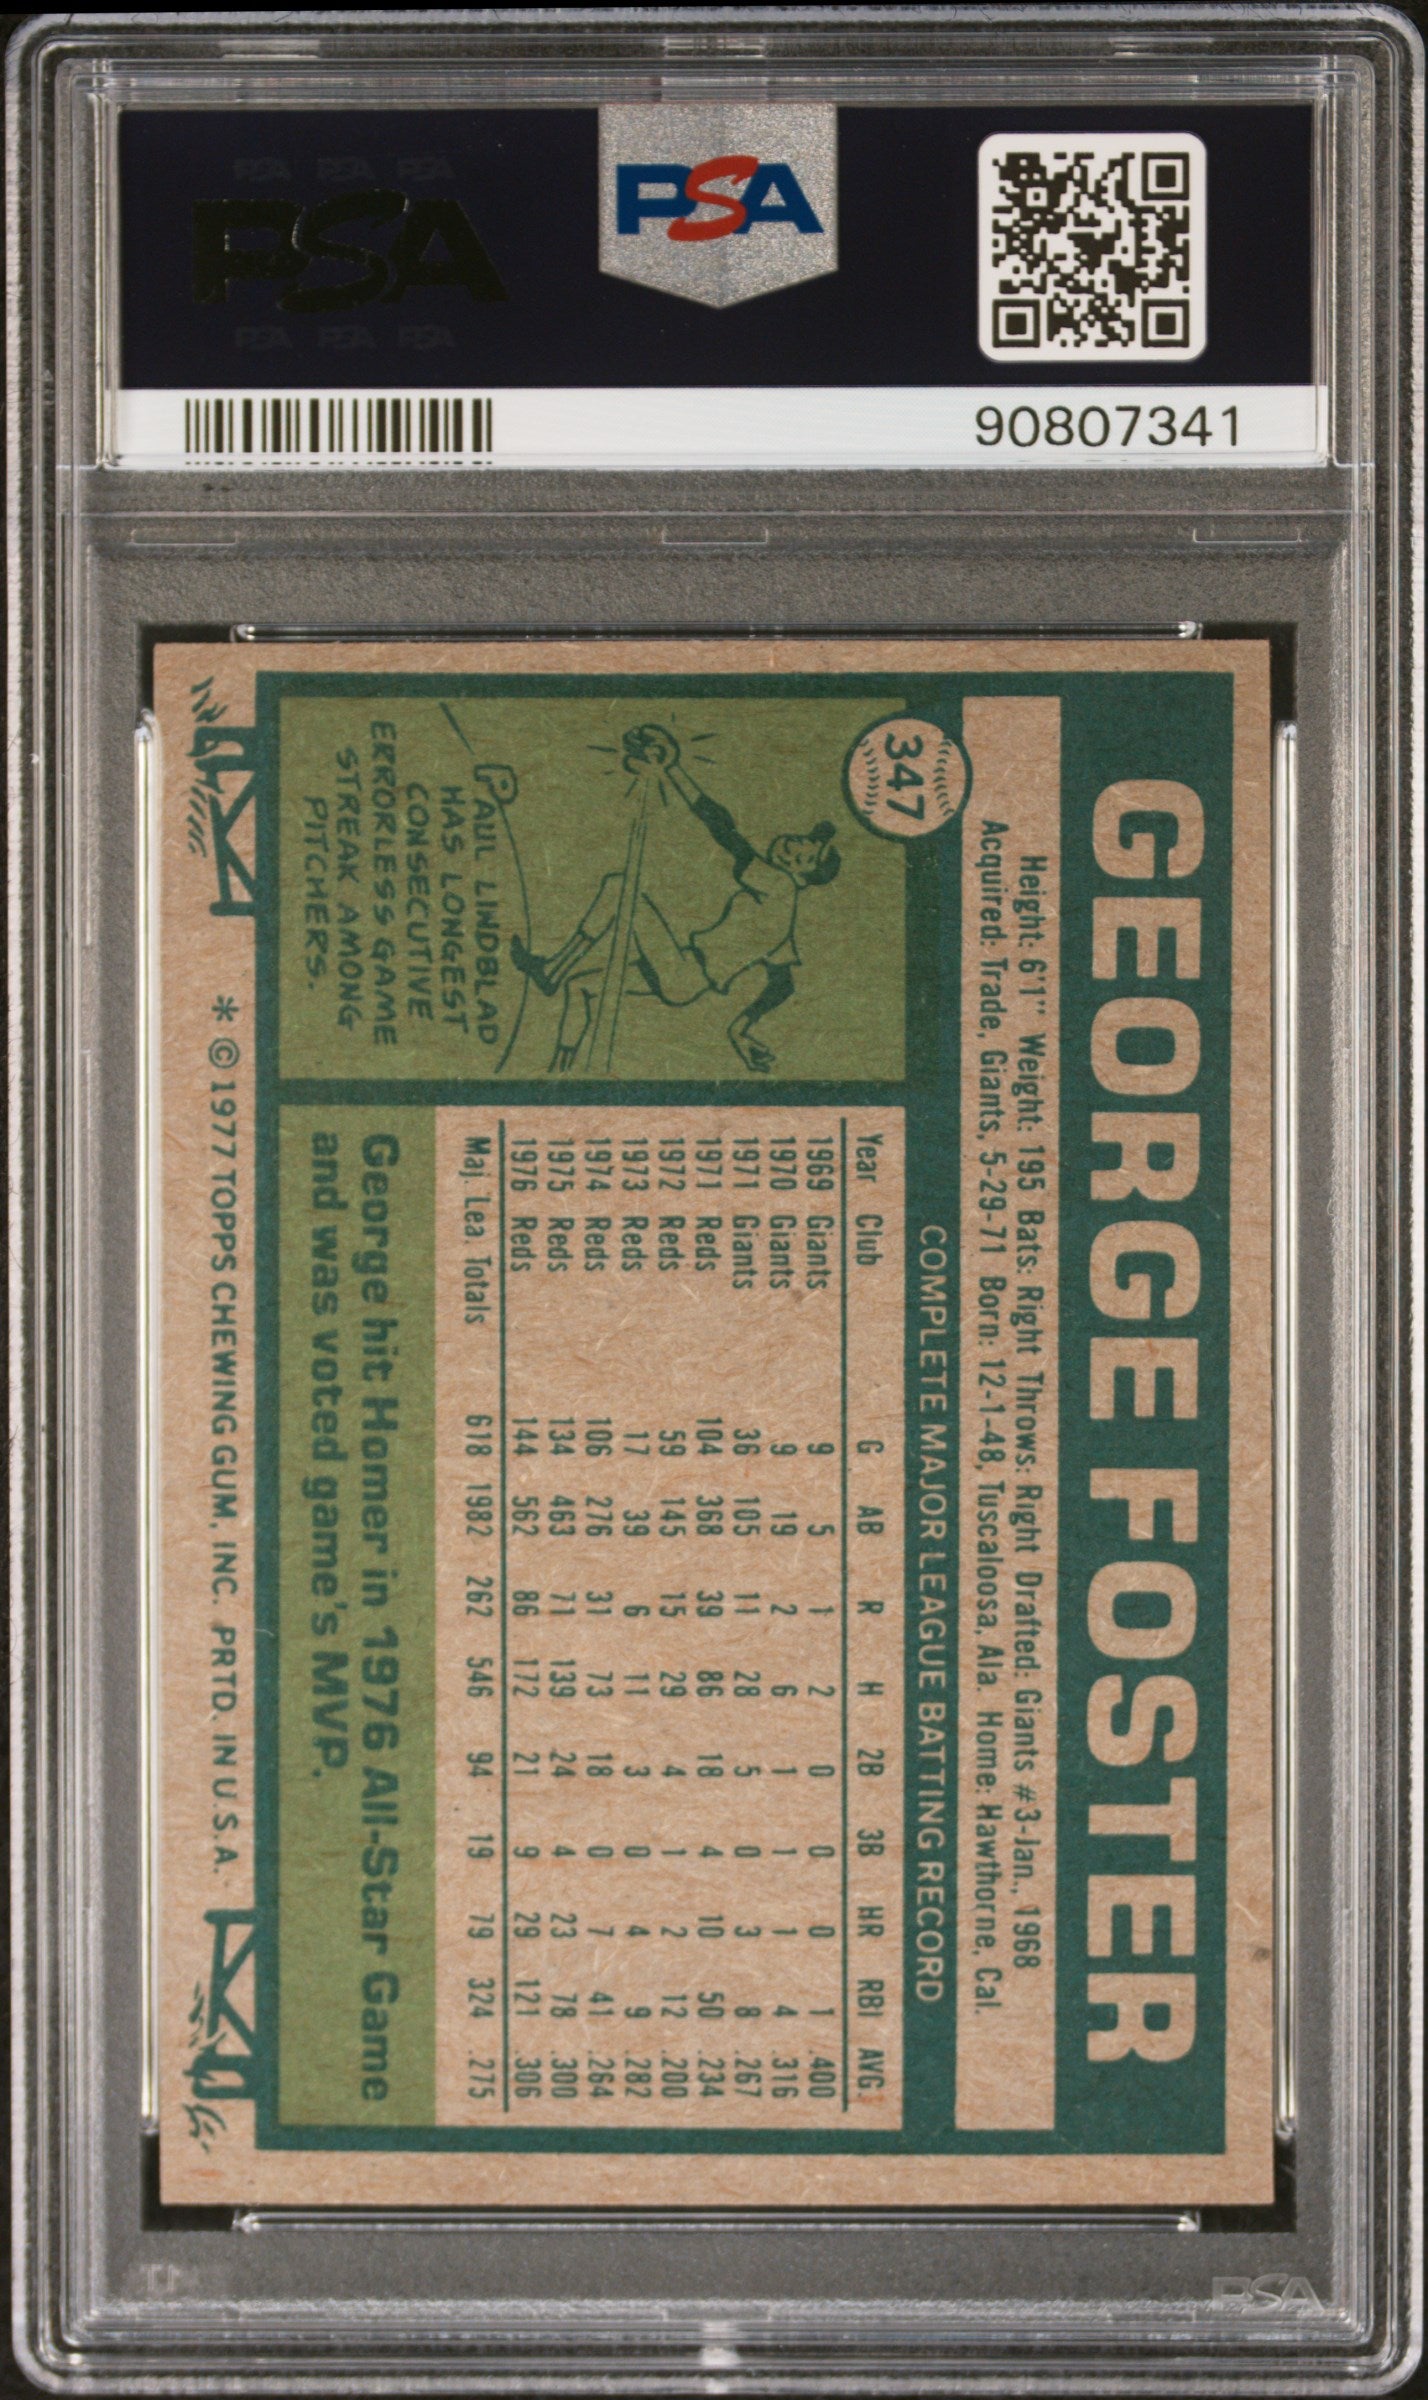 PSA PSA PSA
PSA
PSA PSA PSA
PSA
90807341
GEORGE FOSTER
347
Height: 6'1" Weight: 195 Bats: Right Throws: Right Drafted: Giants #3-Jan., 1968
Acquired: Trade, Giants, 5-29-71 Born: 12-1-48, Tuscaloosa, Ala. Home: Hawthorne, Cal.
COMPLETE MAJOR LEAGUE BATTING RECORD
Year Club G AB R H 2B 3B HR RBI AVG.
1969 Giants 9 5 1 2 0 0 0 1 .400
1970 Giants 9 19 2 6 1 1 1 4 .316
1971 Giants 36 105 11 28 5 0 3 8 .267
1971 Reds 104 368 39 86 18 4 10 50 .234
1972 Reds 59 145 15 29 4 1 2 12 .200
1973 Reds 17 39 6 11 3 0 4 9 .282
1974 Reds 106 276 31 73 18 0 7 41 .264
1975 Reds 134 463 71 139 24 4 23 78 .300
1976 Reds 144 562 86 172 21 9 29 121 .306
Maj. Lea. Totals 618 1982 262 546 94 19 79 324 .275
PAUL LINDBLAD
HAS LONGEST
CONSECUTIVE
ERRORLESS GAME
STREAK AMONG
PITCHERS.
George hit Homer in 1976 All-Star Game
and was voted game's MVP.
* © 1977 TOPPS CHEWING GUM, INC. PRTD. IN U.S.A.
PSA